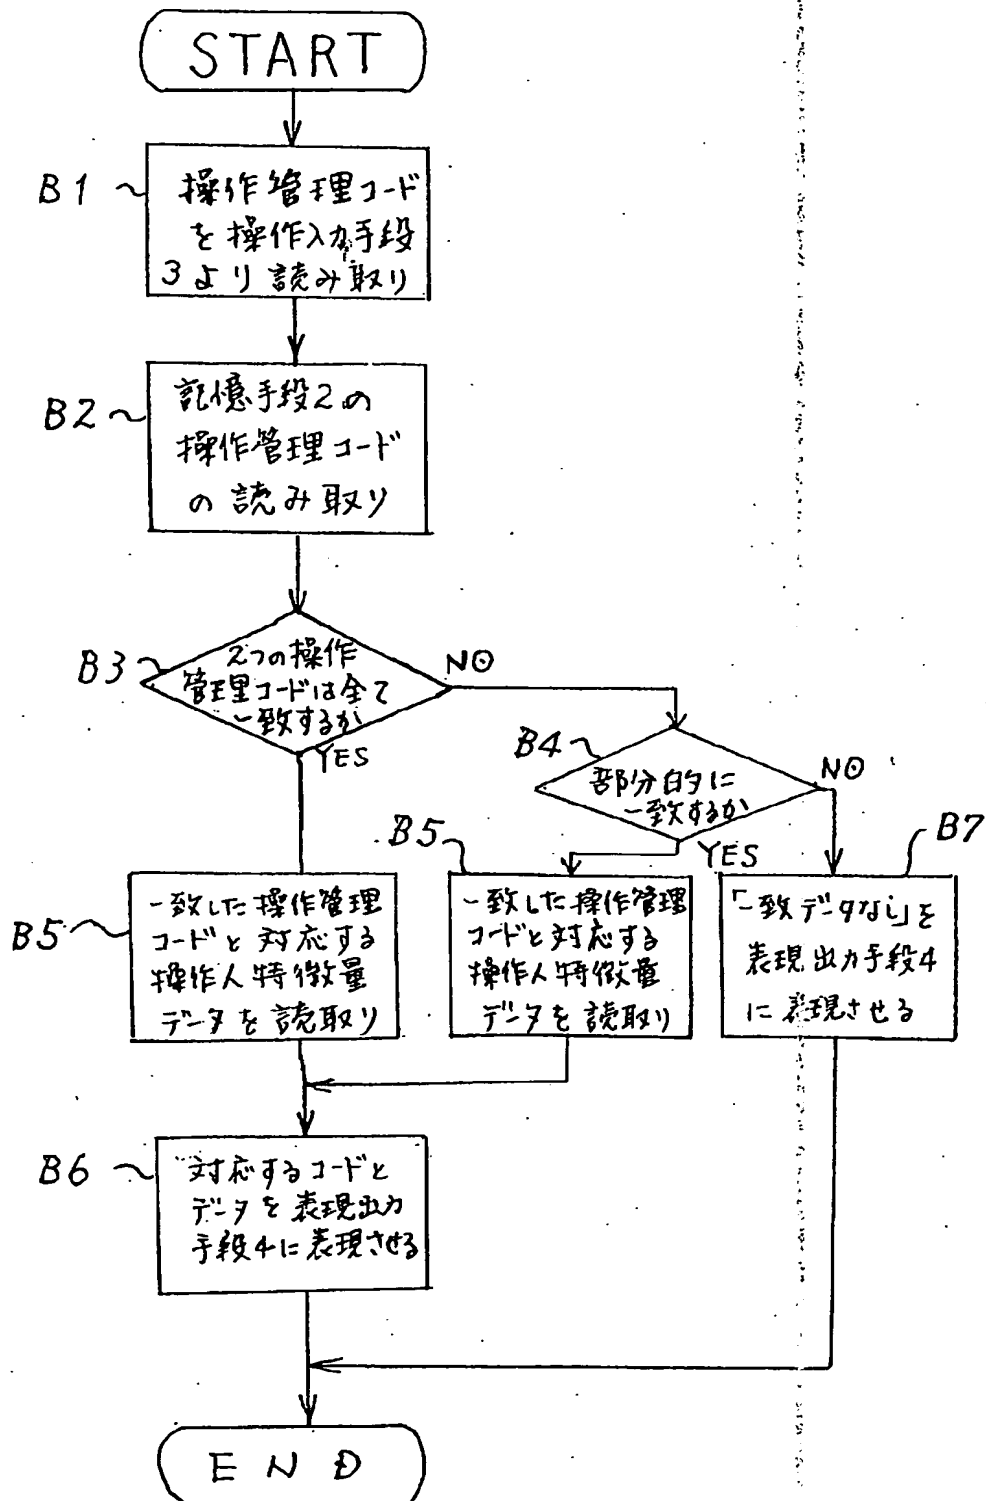 START
B1
操作管理コード
を操作入力手段
3より読み取り
B2
記憶手段2の
操作管理コード
の読み取り
B3
2つの操作
管理コードは全て
一致するか
NO
YES
B4
部分的に
一致するか
NO
YES
B5
一致した操作管理
コードと対応する
操作人特徴量
データを読取り
B5
一致した操作管理
コードと対応する
操作人特徴量
データを読取り
B7
「一致データなし」を
表現出力手段4
に表現させる
B6
対応するコードと
データを表現出力
手段4に表現させる
END